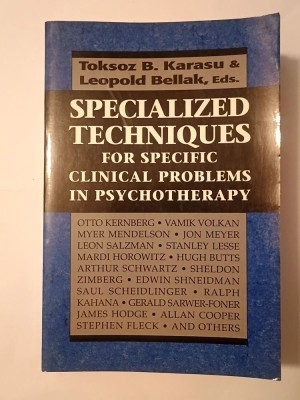 Toksoz B. Karasu &
Leopold Bellak, Eds.
SPECIALIZED
TECHNIQUES
FOR SPECIFIC
CLINICAL PROBLEMS
IN PSYCHOTHERAPY
OTTO KERNBERG • VAMIK VOLKAN
MYER MENDELSON • JON MEYER
LEON SALZMAN • STANLEY LESSE
MARDI HOROWITZ • HUGH BUTTS
ARTHUR SCHWARTZ • SHELDON
ZIMBERG • EDWIN SHNEIDMAN
SAUL SCHEIDLINGER • RALPH
KAHANA • GERALD SARWER-FONER
JAMES HODGE • ALLAN COOPER
STEPHEN FLECK • AND OTHERS